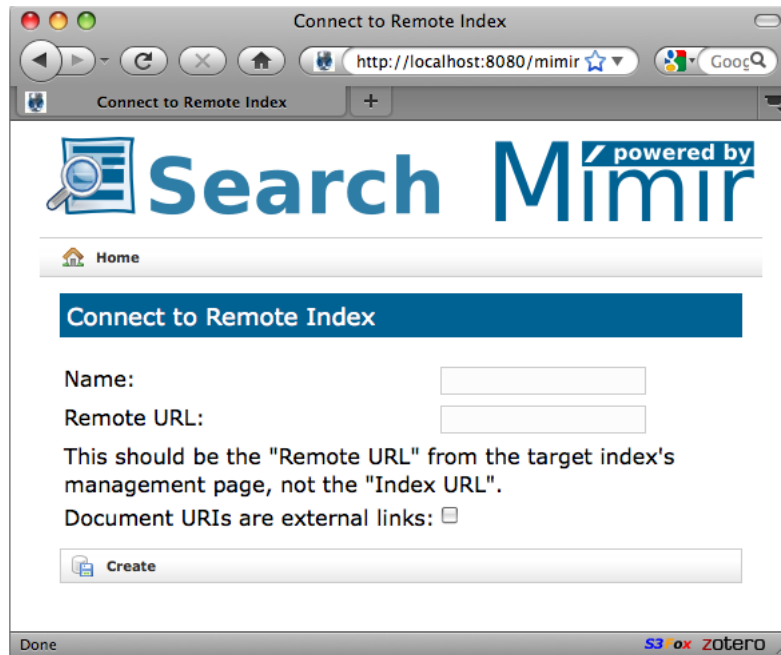 Connect to Remote Index
http://localhost:8080/mimir
Goog
Connect to Remote Index
+
Search
powered by
Mimir
Home
Connect to Remote Index
Name:
Remote URL:
This should be the "Remote URL" from the target index's
management page, not the "Index URL".
Document URIs are external links:
Create
Done
S3Fox zotero